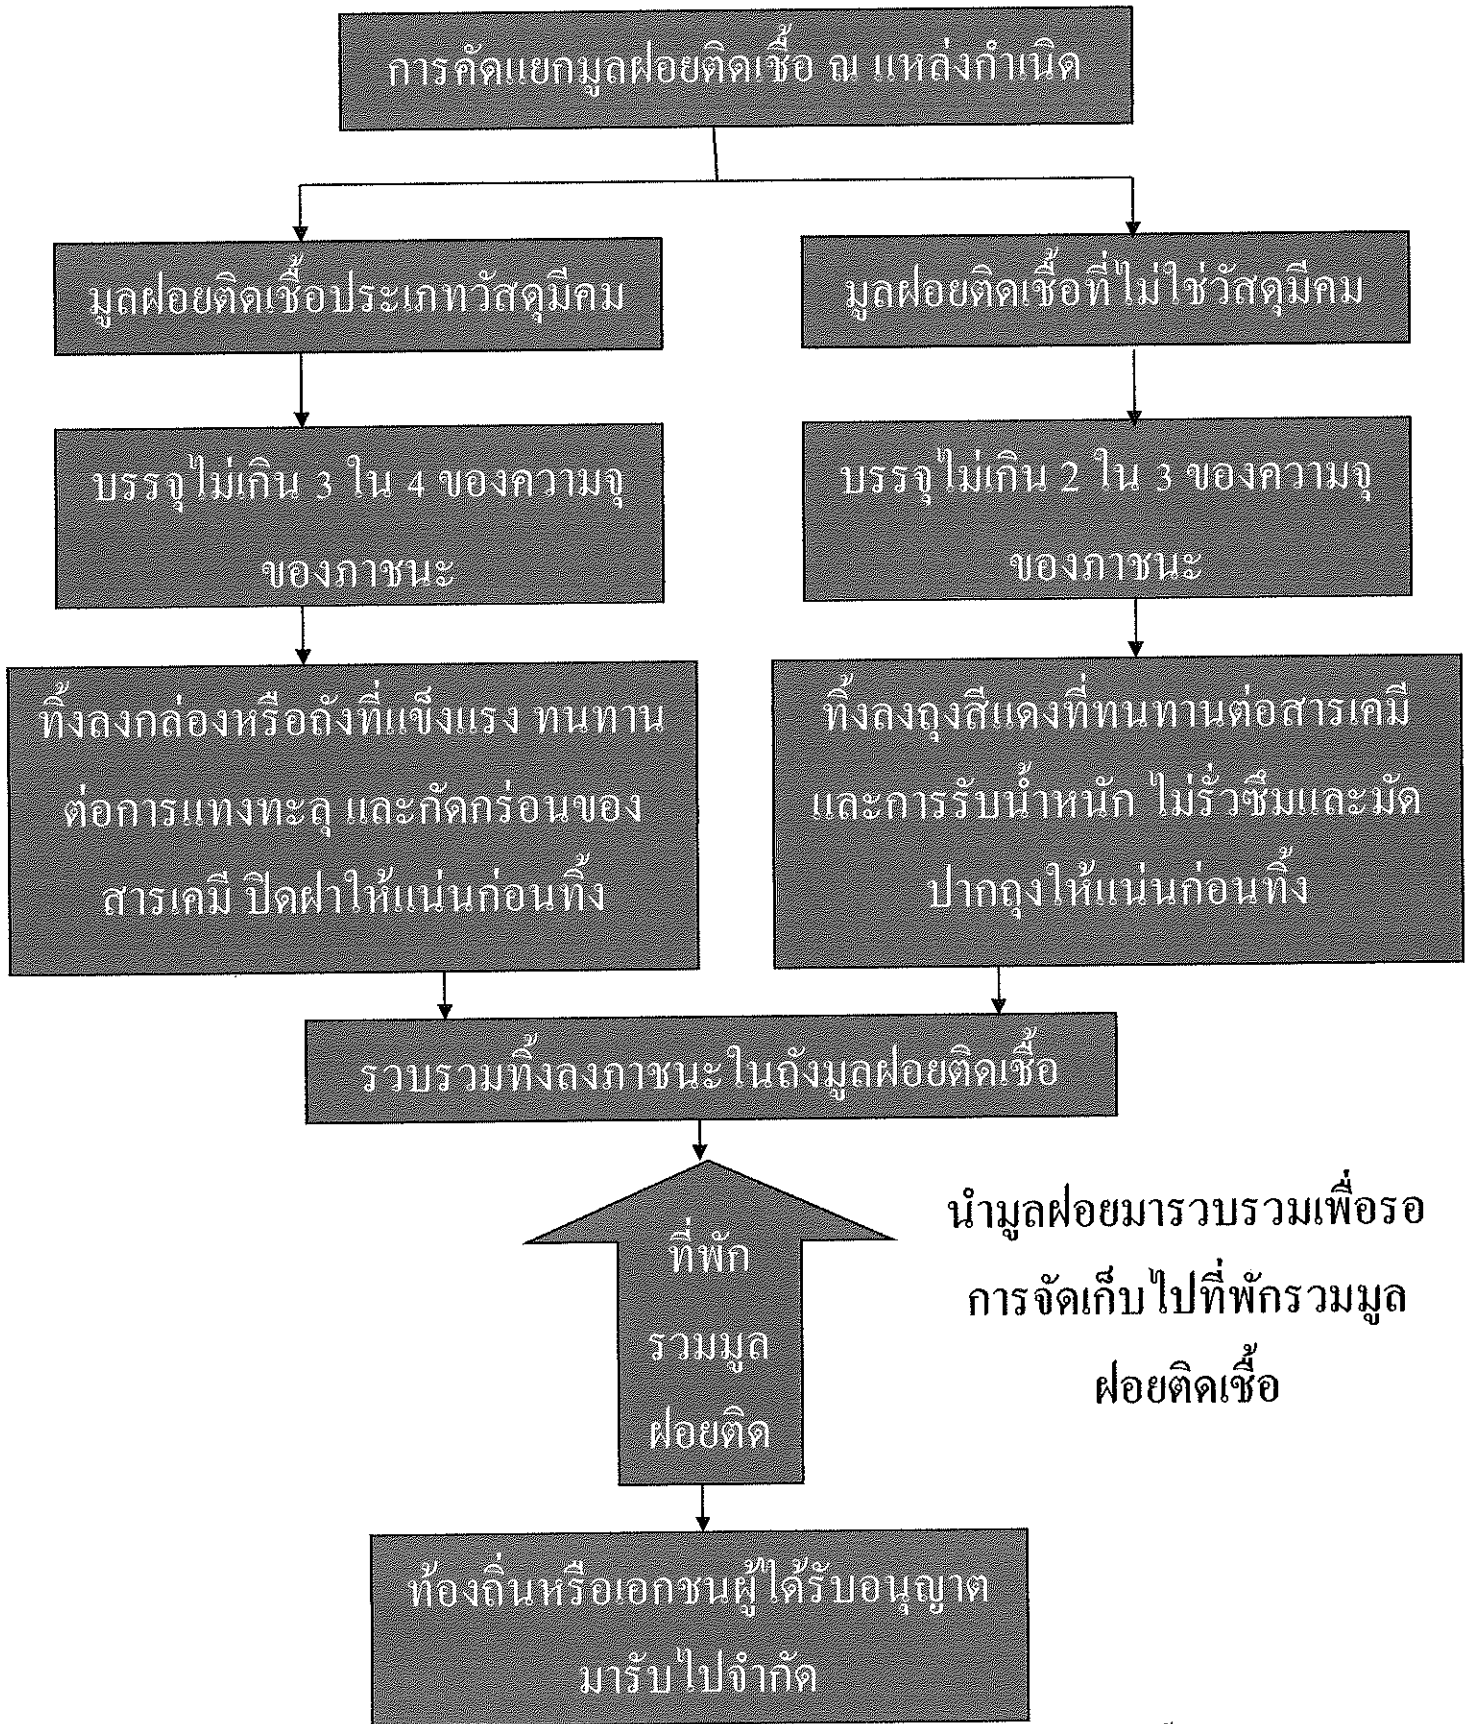 การคัดแยกมูลฝอยติดเชื้อ ณ แหล่งกำเนิด
มูลฝอยติดเชื้อประเภทวัสดุมีคม
มูลฝอยติดเชื้อที่ไม่ใช่วัสดุมีคม
บรรจุไม่เกิน 3 ใน 4 ของความจุ
ของภาชนะ
บรรจุไม่เกิน 2 ใน 3 ของความจุ
ของภาชนะ
ทิ้งลงกล่องหรือถังที่แข็งแรง ทนทาน
ต่อการแทงทะลุ และกัดกร่อนของ
สารเคมี ปิดฝาให้แน่นก่อนทิ้ง
ทิ้งลงถุงสีแดงที่ทนทานต่อสารเคมี
และการรับน้ำหนัก ไม่รั่วซึมและมัด
ปากถุงให้แน่นก่อนทิ้ง
รวบรวมทิ้งลงภาชนะในถังมูลฝอยติดเชื้อ
ที่พัก
รวมมูล
ฝอยติด
นำมูลฝอยมารวบรวมเพื่อรอ
การจัดเก็บไปที่พักรวมมูล
ฝอยติดเชื้อ
ท้องถิ่นหรือเอกชนผู้ได้รับอนุญาต
มารับไปจำกัด